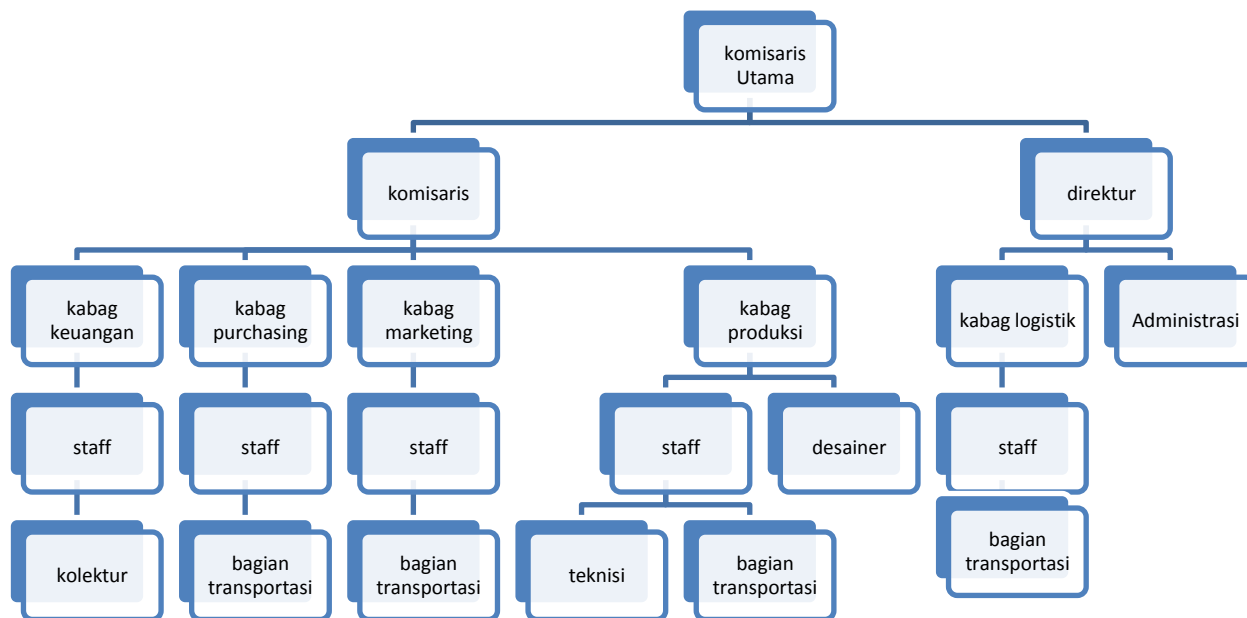 komisaris
Utama
komisaris
direktur
kabag
keuangan
kabag
purchasing
kabag
marketing
kabag
produksi
kabag logistik
Administrasi
staff
staff
staff
staff
desainer
staff
kolektur
bagian
transportasi
bagian
transportasi
teknisi
bagian
transportasi
bagian
transportasi